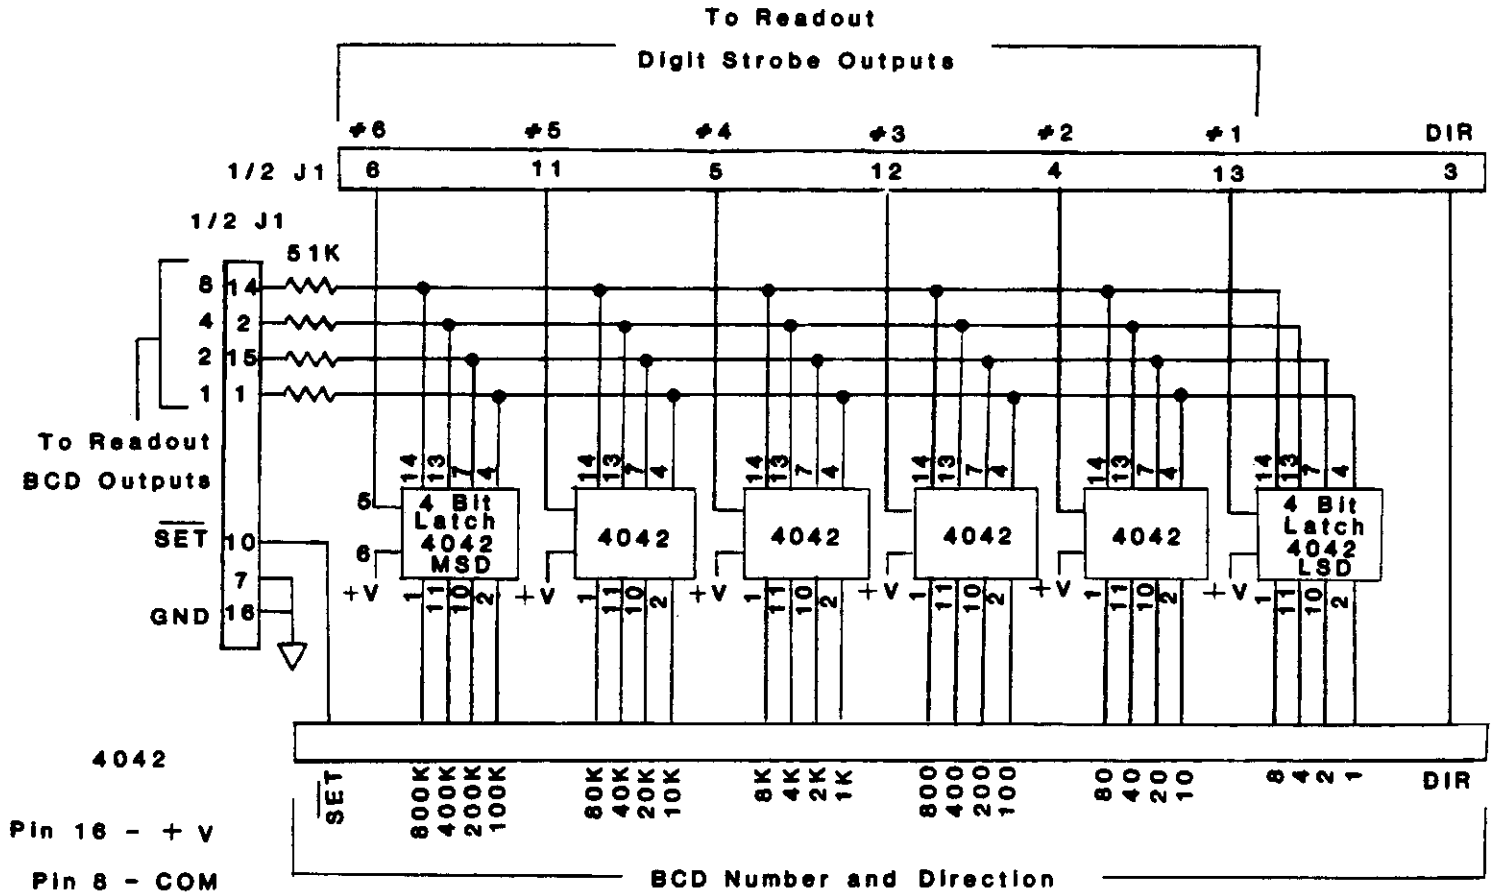 To Readout
Digit Strobe Outputs
#6 #5 #4 #3 #2 #1 DIR
1/2 J1 6 11 5 12 4 13 3
1/2 J1
51K
8 14
4 2
2 15
1 1
To Readout
BCD Outputs
14 13 7 4 14 13 7 4 14 13 7 4 14 13 7 4 14 13 7 4 14 13 7 4
5 4 Bit Latch 4042 MSD
6
4042
4042
4042
4042
4 Bit Latch 4042 LSD
SET 10
7
GND 16
+V +V +V +V +V +V
1 11 10 2 1 11 10 2 1 11 10 2 1 11 10 2 1 11 10 2 1 11 10 2
4042
SET 800K 400K 200K 100K 80K 40K 20K 10K 8K 4K 2K 1K 800 400 200 100 80 40 20 10 8 4 2 1 DIR
Pin 16 - + V
Pin 8 - COM
BCD Number and Direction